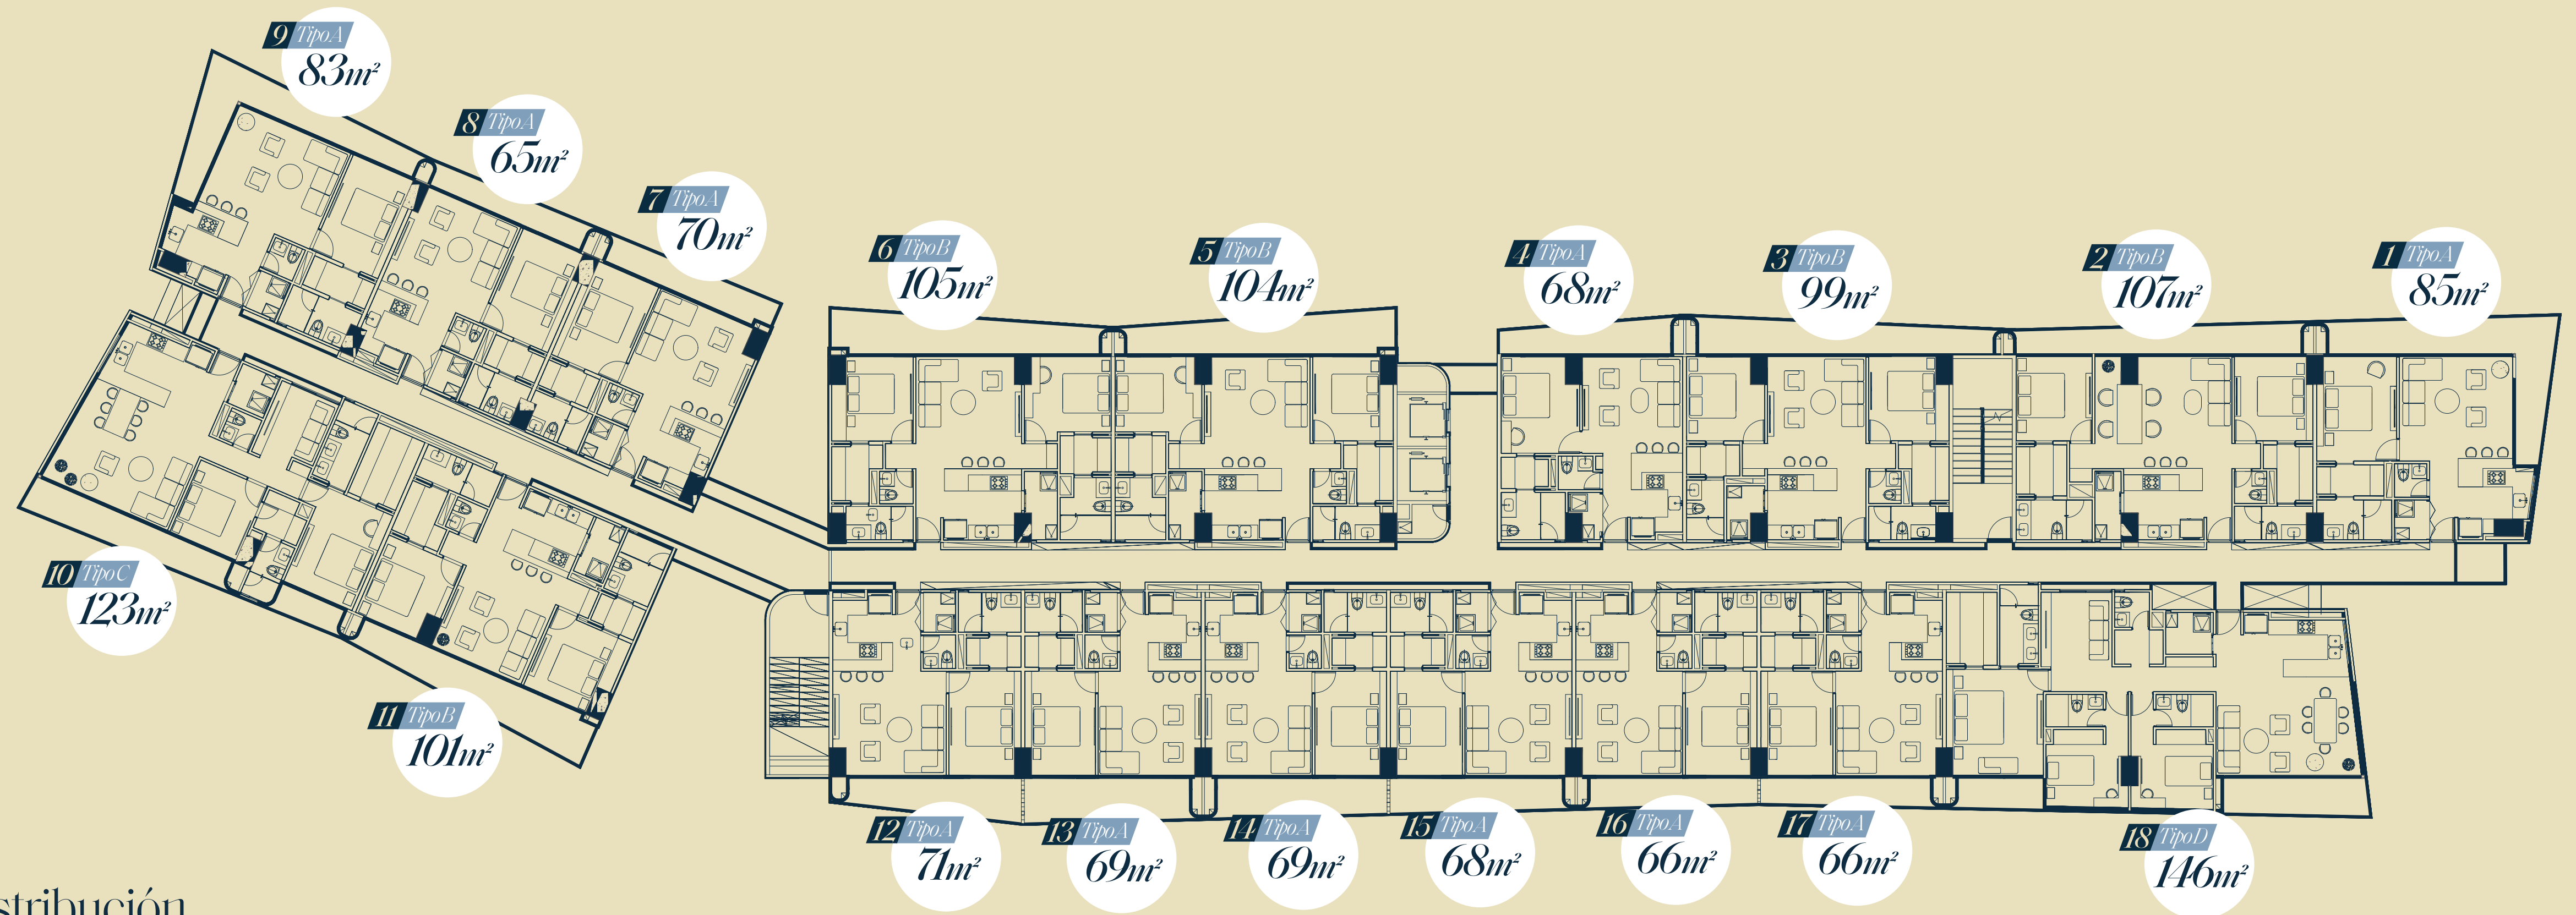 9 Tipo A
83m²
8 Tipo A
65m²
7 Tipo A
70m²
6 Tipo B
105m²
5 Tipo B
104m²
4 Tipo A
68m²
3 Tipo B
99m²
2 Tipo B
107m²
1 Tipo A
85m²
10 Tipo C
123m²
11 Tipo B
101m²
12 Tipo A
71m²
13 Tipo A
69m²
14 Tipo A
69m²
15 Tipo A
68m²
16 Tipo A
66m²
17 Tipo A
66m²
18 Tipo D
146m²
stribución